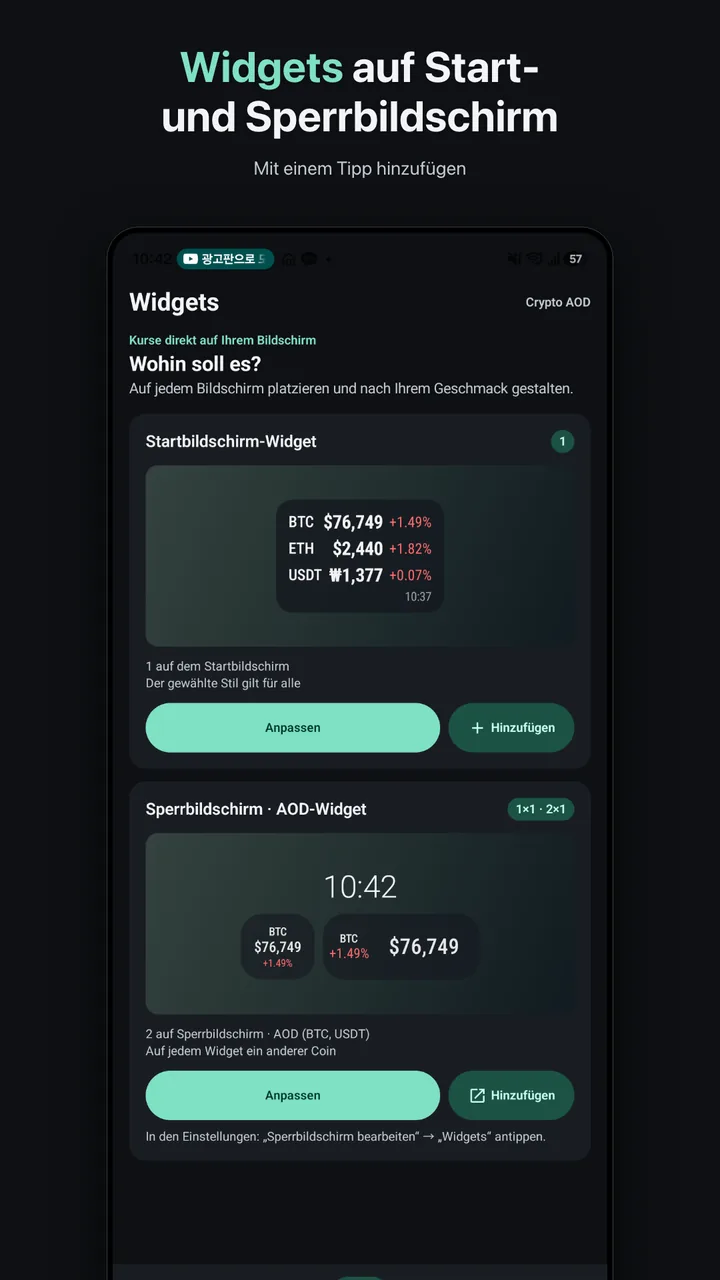 Widgets auf Start-
und Sperrbildschirm
Mit einem Tipp hinzufügen
10:42 광고판으로 57
Widgets
Crypto AOD
Kurse direkt auf Ihrem Bildschirm
Wohin soll es?
Auf jedem Bildschirm platzieren und nach Ihrem Geschmack gestalten.
Startbildschirm-Widget
1
BTC $76,749 +1.49%
ETH $2,440 +1.82%
USDT ₩1,377 +0.07%
10:37
1 auf dem Startbildschirm
Der gewählte Stil gilt für alle
Anpassen
+ Hinzufügen
Sperrbildschirm · AOD-Widget
1×1 · 2×1
10:42
BTC
$76,749
+1.49%
BTC
+1.49%
$76,749
2 auf Sperrbildschirm · AOD (BTC, USDT)
Auf jedem Widget ein anderer Coin
Anpassen
Hinzufügen
In den Einstellungen: „Sperrbildschirm bearbeiten“ → „Widgets“ antippen.